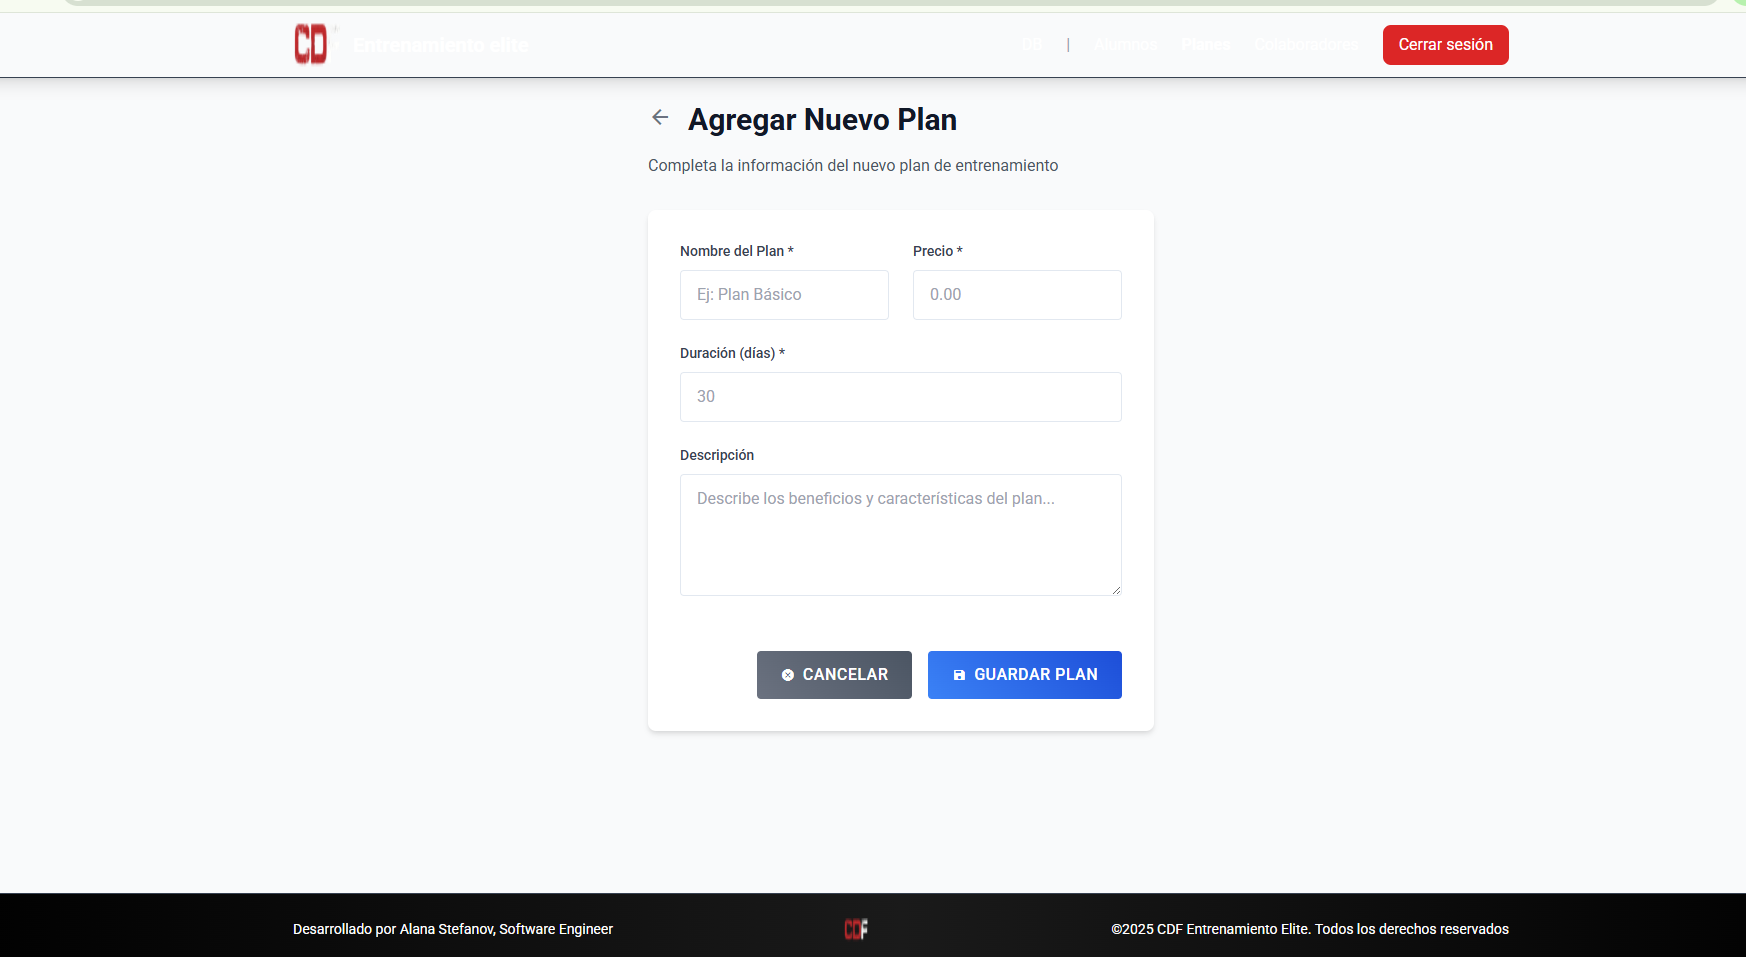 CD
Entrenamiento elite
| Alumnos Planes Colaboradores Cerrar sesión
Agregar Nuevo Plan
Completa la información del nuevo plan de entrenamiento
Nombre del Plan * Precio *
Ej: Plan Básico 0.00
Duración (días) *
30
Descripción
Describe los beneficios y características del plan...
CANCELAR GUARDAR PLAN
Desarrollado por Alana Stefanov, Software Engineer CDF ©2025 CDF Entrenamiento Elite. Todos los derechos reservados